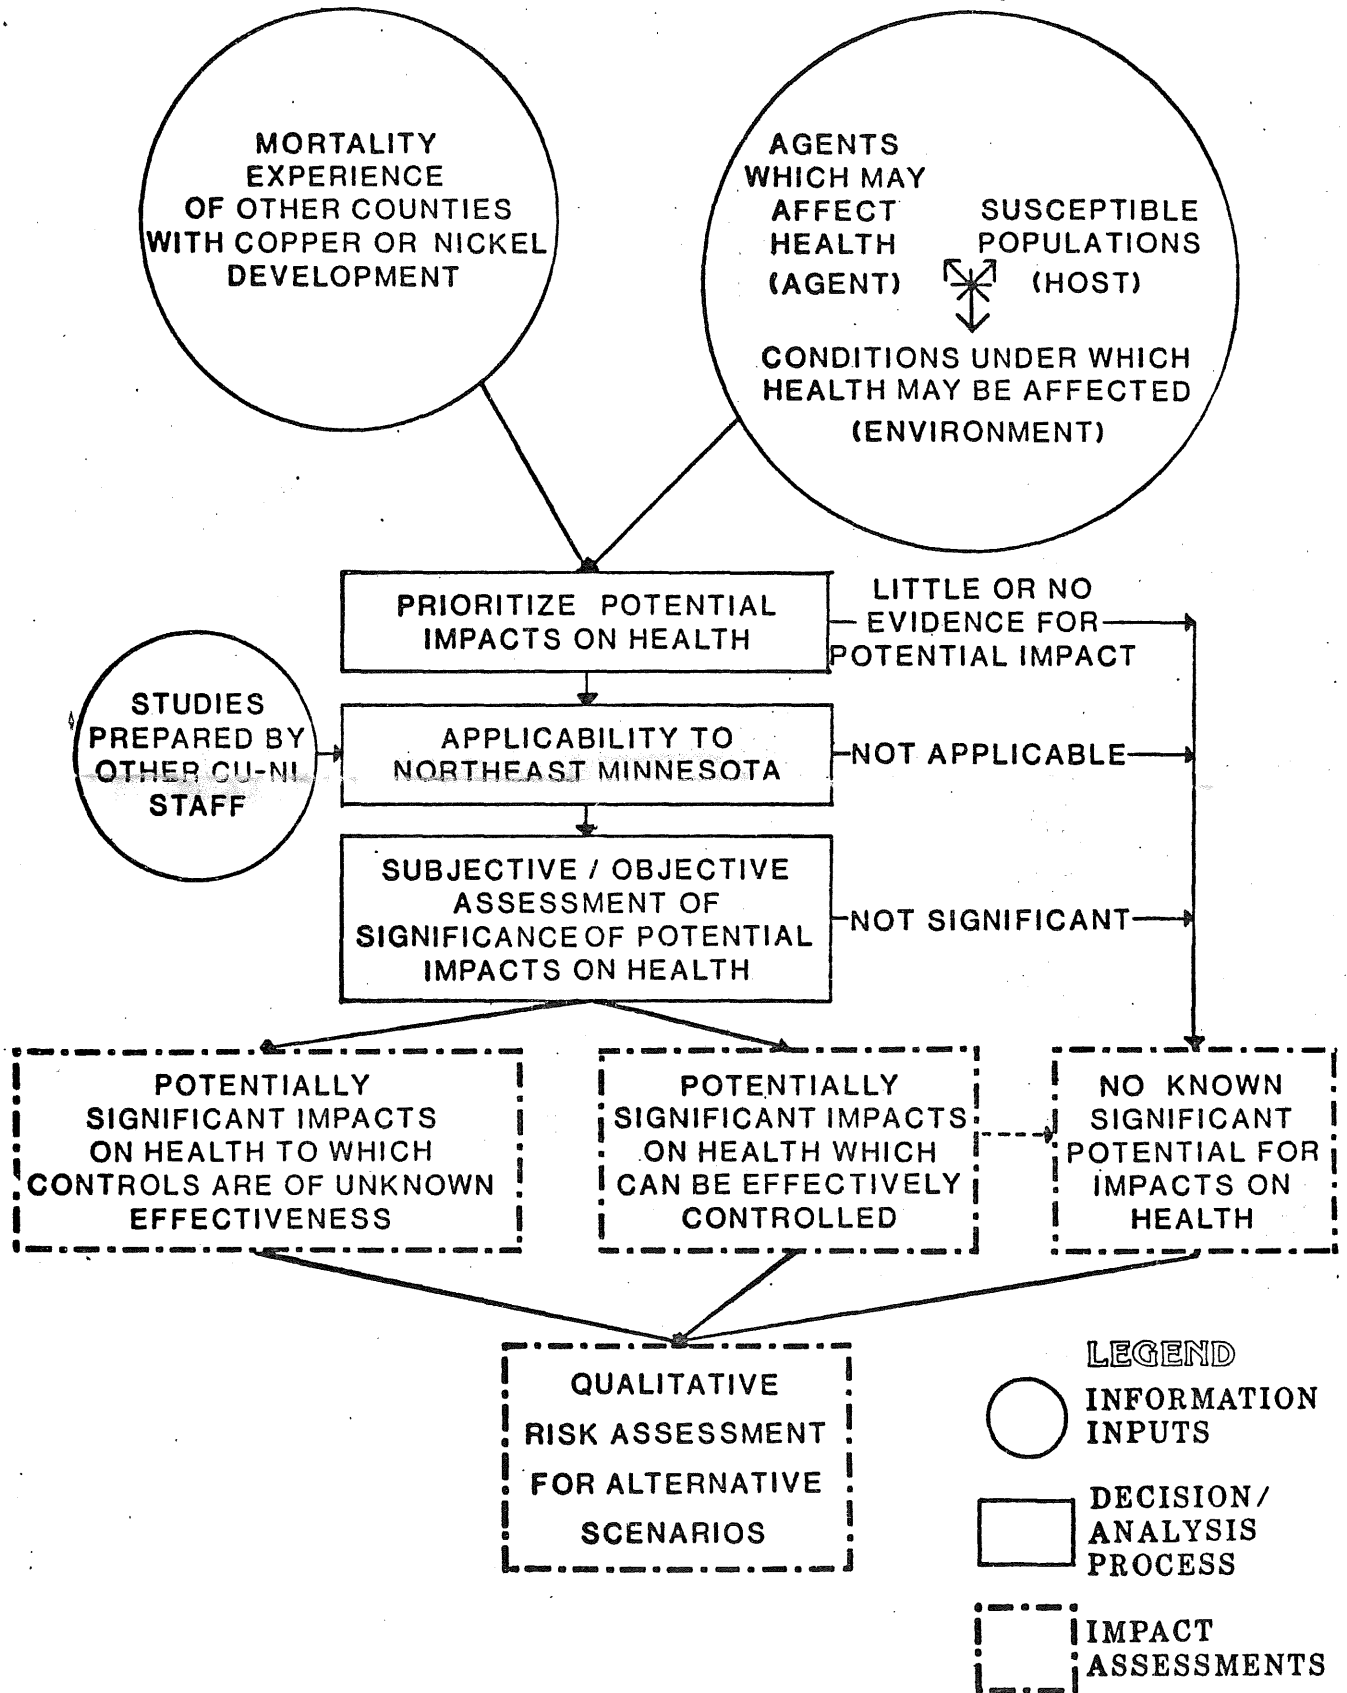 MORTALITY
EXPERIENCE
OF OTHER COUNTIES
WITH COPPER OR NICKEL
DEVELOPMENT
AGENTS
WHICH MAY
AFFECT
HEALTH
(AGENT)
SUSCEPTIBLE
POPULATIONS
(HOST)
CONDITIONS UNDER WHICH
HEALTH MAY BE AFFECTED
(ENVIRONMENT)
PRIORITIZE POTENTIAL
IMPACTS ON HEALTH
LITTLE OR NO
EVIDENCE FOR
POTENTIAL IMPACT
STUDIES
PREPARED BY
OTHER CU-NI
STAFF
APPLICABILITY TO
NORTHEAST MINNESOTA
NOT APPLICABLE
SUBJECTIVE / OBJECTIVE
ASSESSMENT OF
SIGNIFICANCE OF POTENTIAL
IMPACTS ON HEALTH
NOT SIGNIFICANT
POTENTIALLY
SIGNIFICANT IMPACTS
ON HEALTH TO WHICH
CONTROLS ARE OF UNKNOWN
EFFECTIVENESS
POTENTIALLY
SIGNIFICANT IMPACTS
ON HEALTH WHICH
CAN BE EFFECTIVELY
CONTROLLED
NO KNOWN
SIGNIFICANT
POTENTIAL FOR
IMPACTS ON
HEALTH
QUALITATIVE
RISK ASSESSMENT
FOR ALTERNATIVE
SCENARIOS
LEGEND
INFORMATION
INPUTS
DECISION/
ANALYSIS
PROCESS
IMPACT
ASSESSMENTS